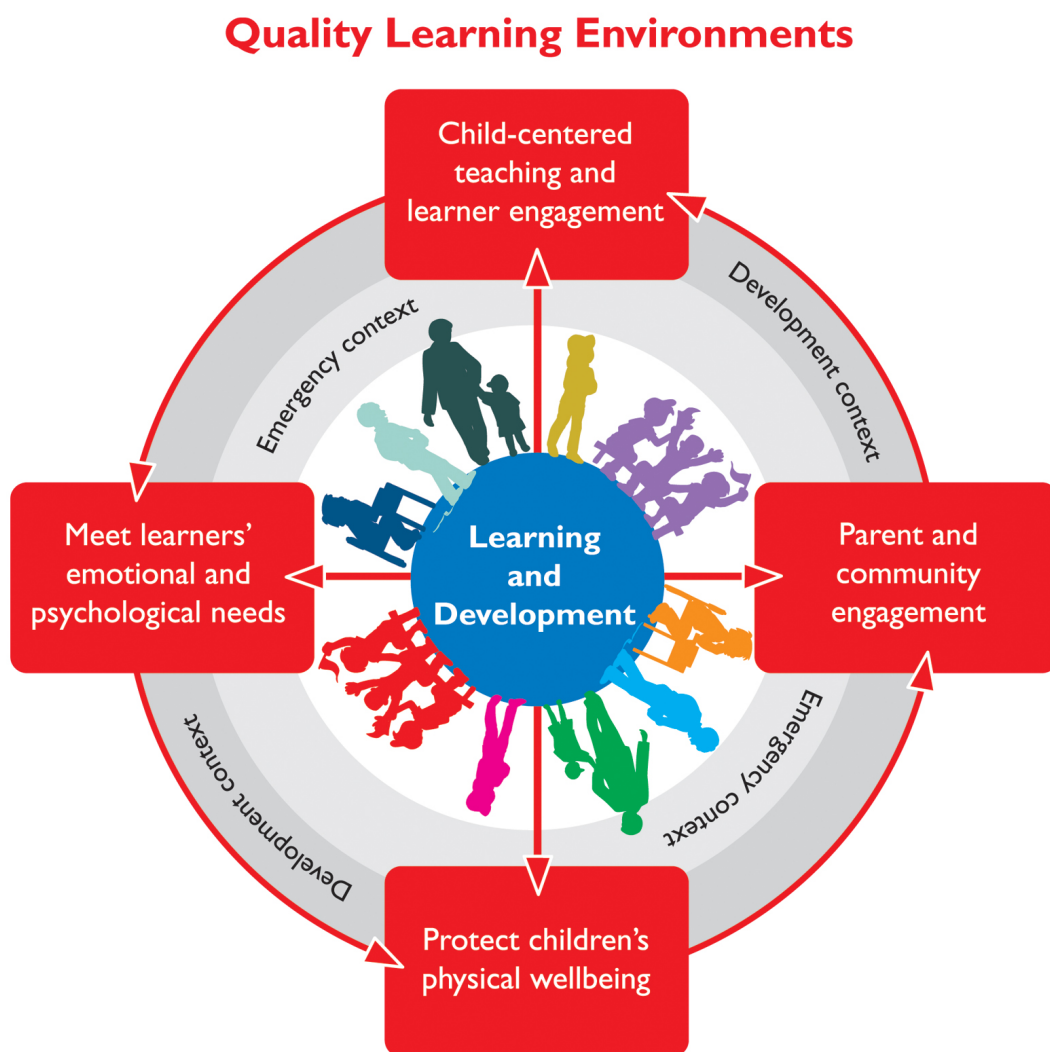 Quality Learning Environments
Child-centered
teaching and
learner engagement
Emergency context
Development context
Meet learners’
emotional and
psychological needs
Learning
and
Development
Parent and
community
engagement
Development context
Emergency context
Protect children’s
physical wellbeing